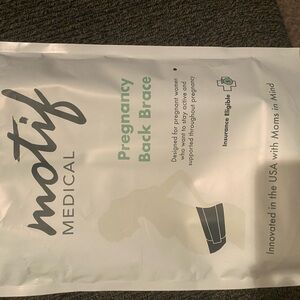 motif
MEDICAL
Pregnancy
Back Brace
Designed for pregnant women
who want to stay active and
supported throughout pregnancy
Insurance Eligible
Innovated in the USA with Moms in Mind